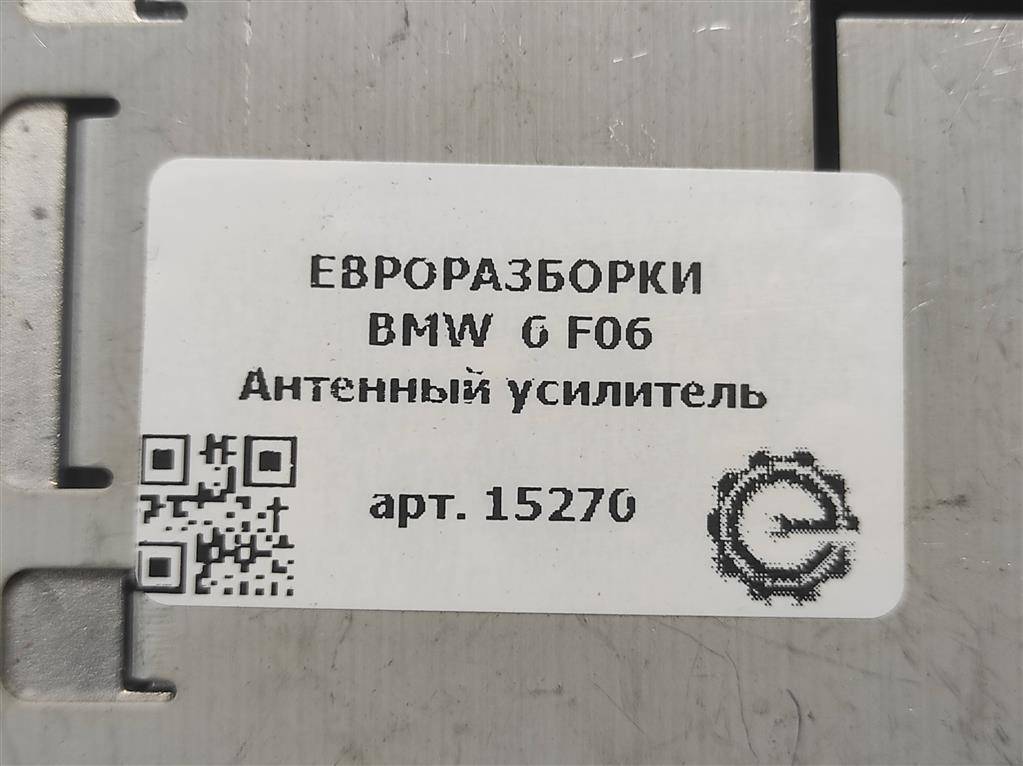 ЕВРОРАЗБОРКИ
BMW 6 F06
Антенный усилитель
арт. 15270